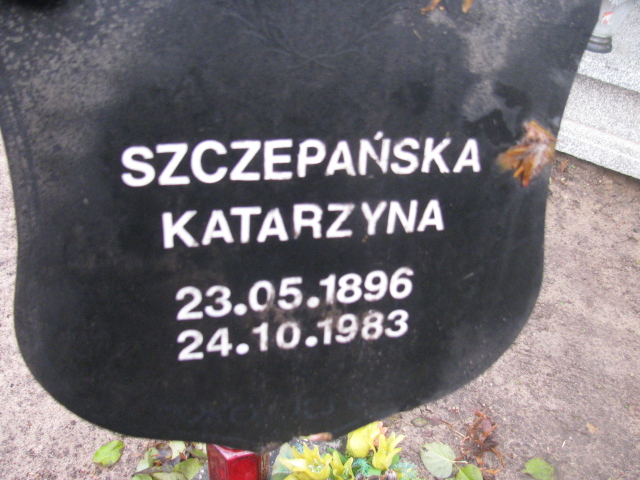 SZCZEPAŃSKA
KATARZYNA
23.05.1896
24.10.1983